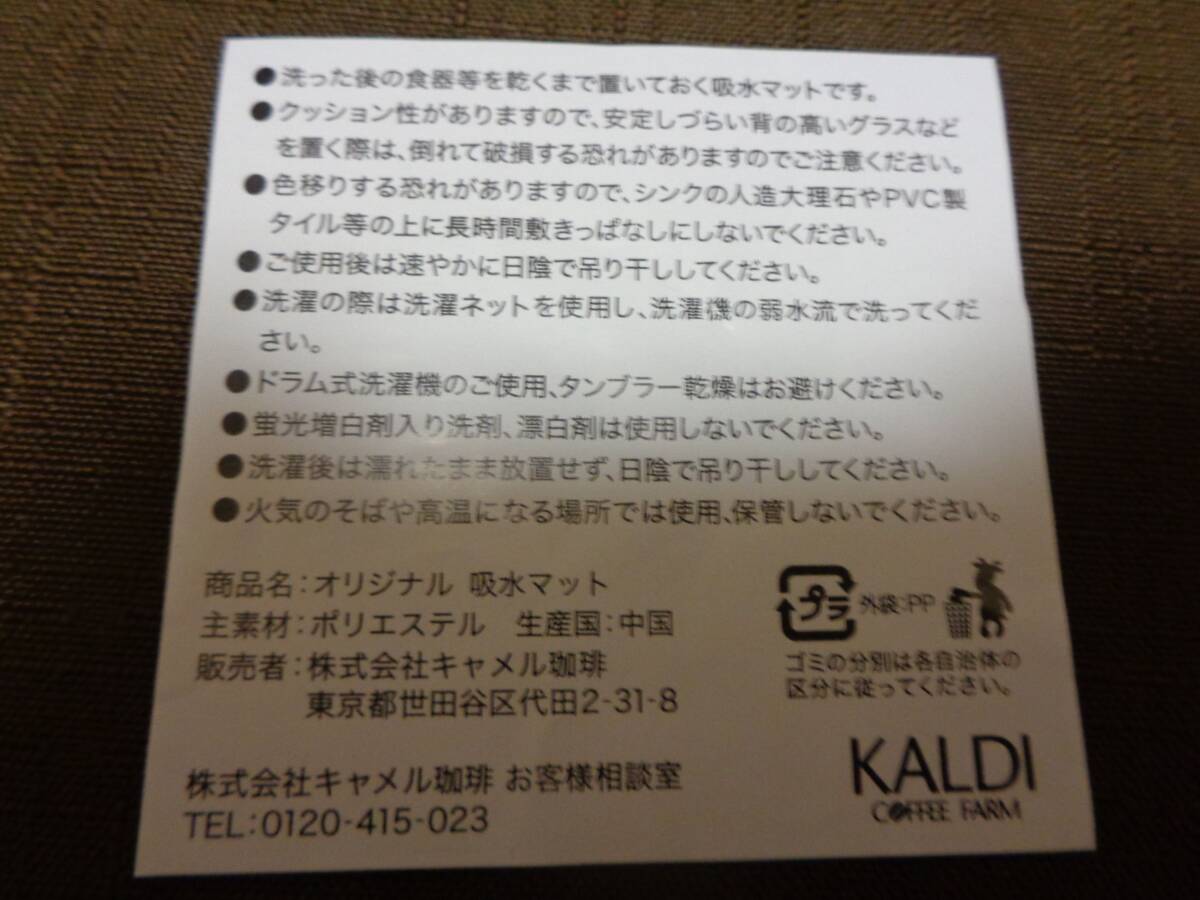 ●洗った後の食器等を乾くまで置いておく吸水マットです。
●クッション性がありますので、安定しづらい背の高いグラスなど
を置く際は、倒れて破損する恐れがありますのでご注意ください。
●色移りする恐れがありますので、シンクの人造大理石やPVC製
タイル等の上に長時間敷きっぱなしにしないでください。
●ご使用後は速やかに日陰で吊り干ししてください。
●洗濯の際は洗濯ネットを使用し、洗濯機の弱水流で洗ってくだ
さい。
●ドラム式洗濯機のご使用、タンブラー乾燥はお避けください。
●蛍光増白剤入り洗剤、漂白剤は使用しないでください。
●洗濯後は濡れたまま放置せず、日陰で吊り干ししてください。
●火気のそばや高温になる場所では使用、保管しないでください。
商品名:オリジナル 吸水マット
主素材:ポリエステル 生産国:中国
販売者:株式会社キャメル珈琲
東京都世田谷区代田2-31-8
プラ 外袋:PP
ゴミの分別は各自治体の
区分に従ってください。
株式会社キャメル珈琲 お客様相談室
TEL:0120-415-023
KALDI
COFFEE FARM